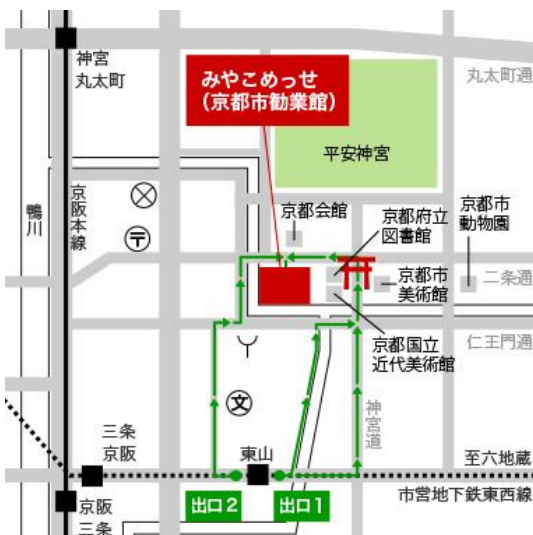 神宮
丸太町
丸太町通
みやこめっせ
（京都市勧業館）
平安神宮
鴨川
京阪本線
京都会館
京都府立
図書館
京都市
動物園
京都市
美術館
二条通
京都国立
近代美術館
仁王門通
文
神宮道
三条
京阪
東山
至六地蔵
出口2
出口1
市営地下鉄東西線
京阪
三条